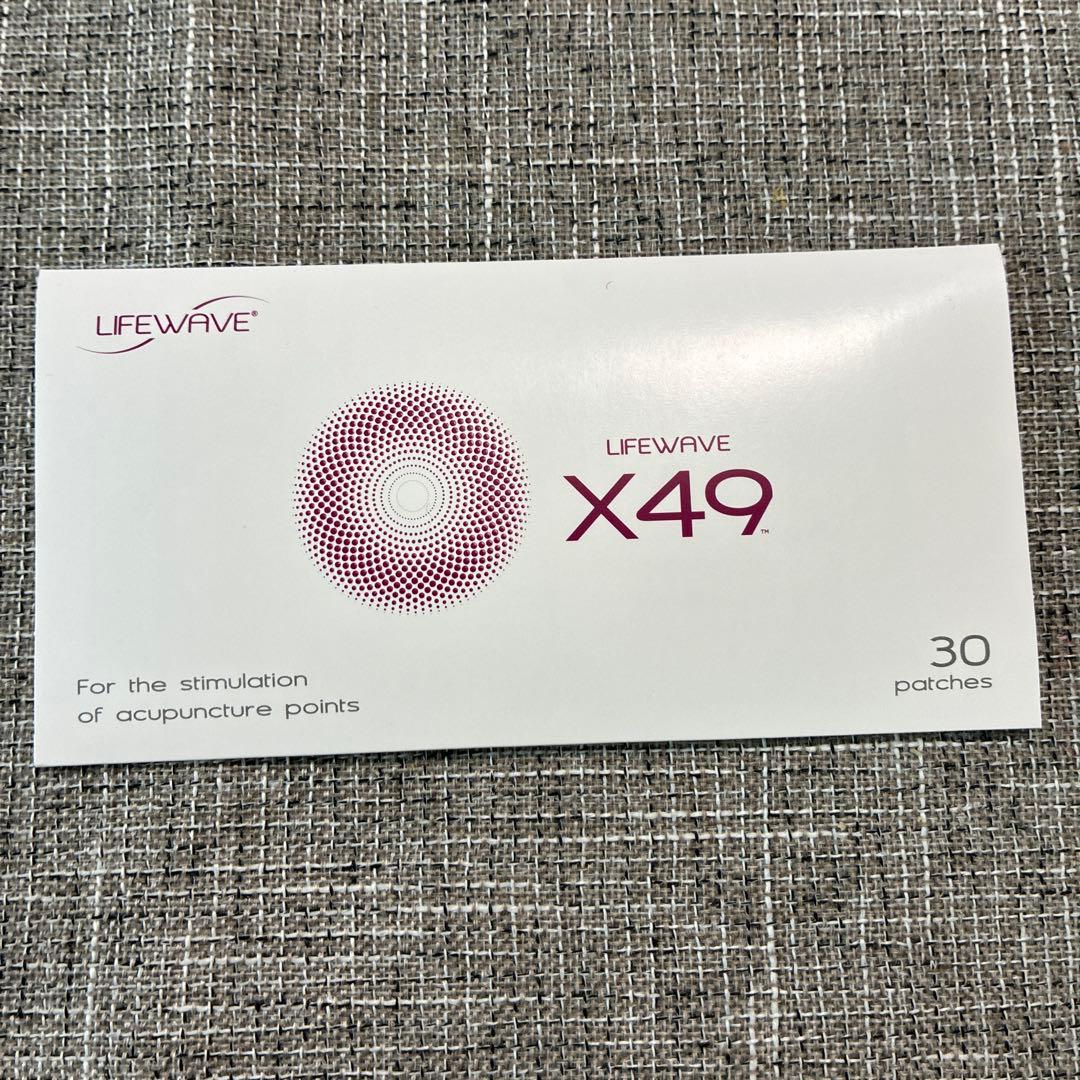 LIFEWAVE®
LIFEWAVE
X49™
30
patches
For the stimulation
of acupuncture points